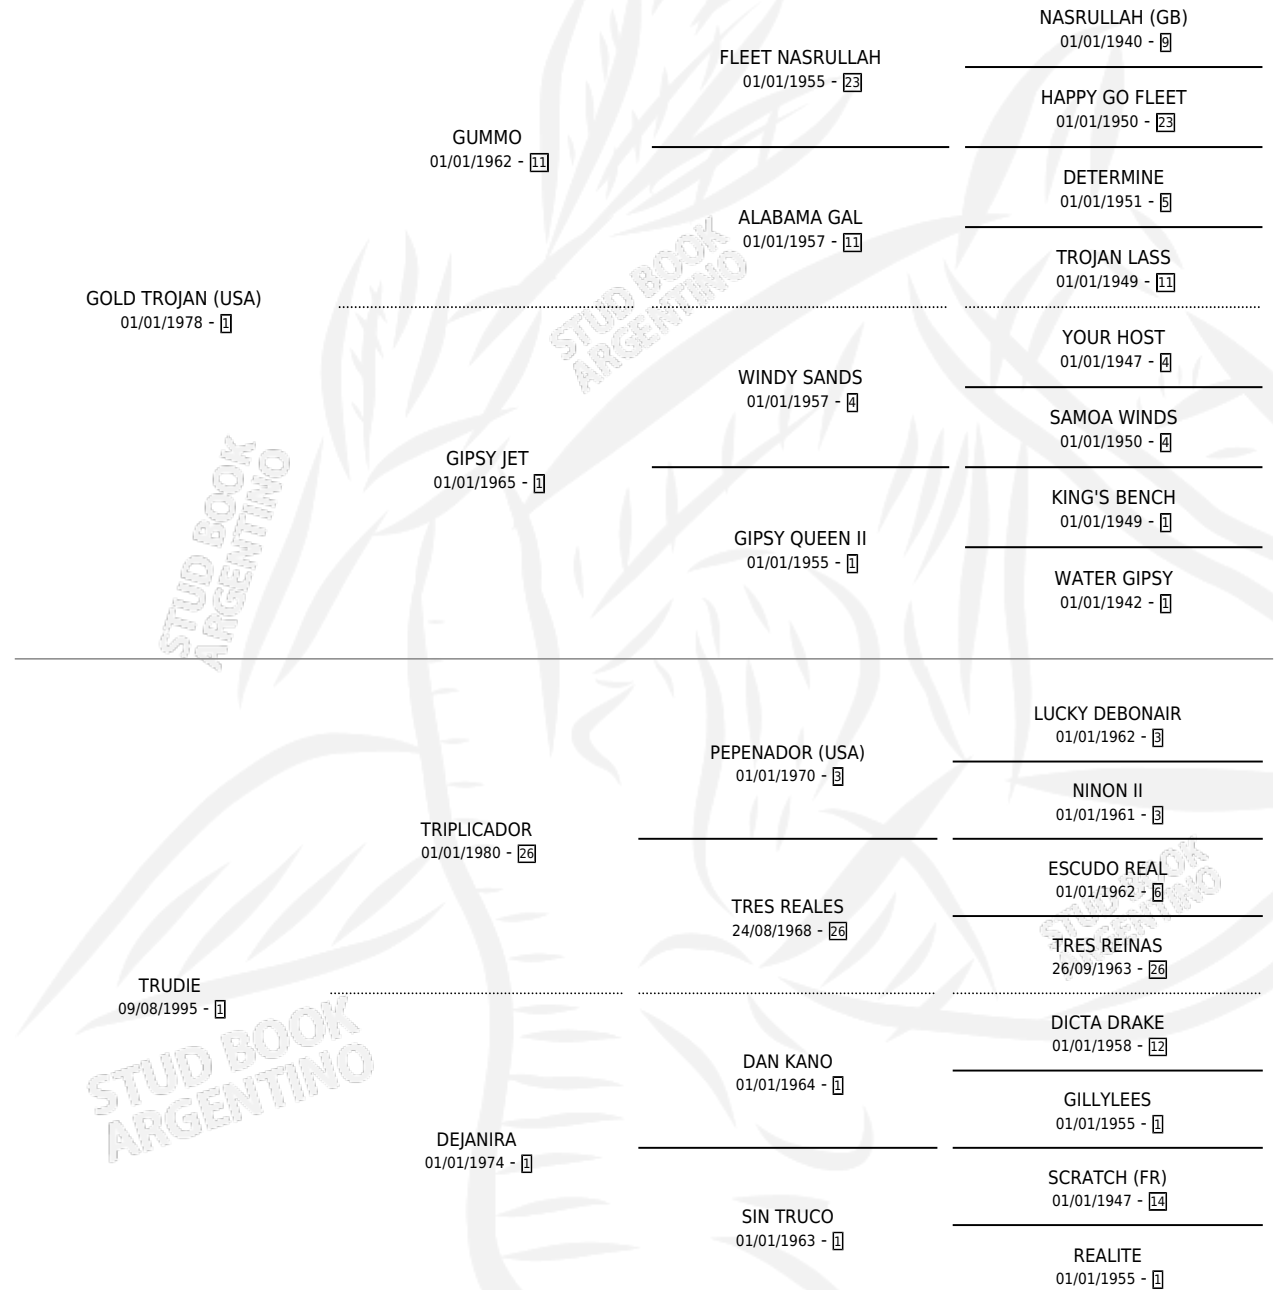 NASRULLAH (GB)
01/01/1940 - 9
FLEET NASRULLAH
01/01/1955 - 23
HAPPY GO FLEET
01/01/1950 - 23
GUMMO
01/01/1962 - 11
DETERMINE
01/01/1951 - 5
ALABAMA GAL
01/01/1957 - 11
TROJAN LASS
01/01/1949 - 11
GOLD TROJAN (USA)
01/01/1978 - 1
YOUR HOST
01/01/1947 - 4
WINDY SANDS
01/01/1957 - 4
SAMOA WINDS
01/01/1950 - 4
GIPSY JET
01/01/1965 - 1
KING'S BENCH
01/01/1949 - 1
GIPSY QUEEN II
01/01/1955 - 1
WATER GIPSY
01/01/1942 - 1
STUD BOOK
ARGENTINO
STUD BOOK
ARGENTINO
LUCKY DEBONAIR
01/01/1962 - 3
PEPENADOR (USA)
01/01/1970 - 3
NINON II
01/01/1961 - 3
TRIPLICADOR
01/01/1980 - 26
ESCUDO REAL
01/01/1962 - 6
TRES REALES
24/08/1968 - 26
TRES REINAS
26/09/1963 - 26
TRUDIE
09/08/1995 - 1
DICTA DRAKE
01/01/1958 - 12
DAN KANO
01/01/1964 - 1
GILLYLEES
01/01/1955 - 1
DEJANIRA
01/01/1974 - 1
SCRATCH (FR)
01/01/1947 - 14
SIN TRUCO
01/01/1963 - 1
REALITE
01/01/1955 - 1
STUD BOOK
ARGENTINO
STUD BOOK
ARGENTINO